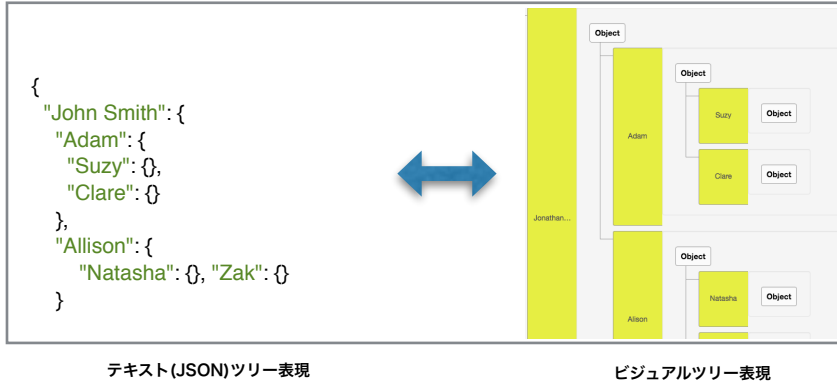 {
"John Smith": {
"Adam": {
"Suzy": {},
"Clare": {}
},
"Allison": {
"Natasha": {}, "Zak": {}
}
Jonathan...
Object
Adam
Object
Suzy
Object
Clare
Object
Alison
Object
Natasha
Object
テキスト(JSON)ツリー表現
ビジュアルツリー表現